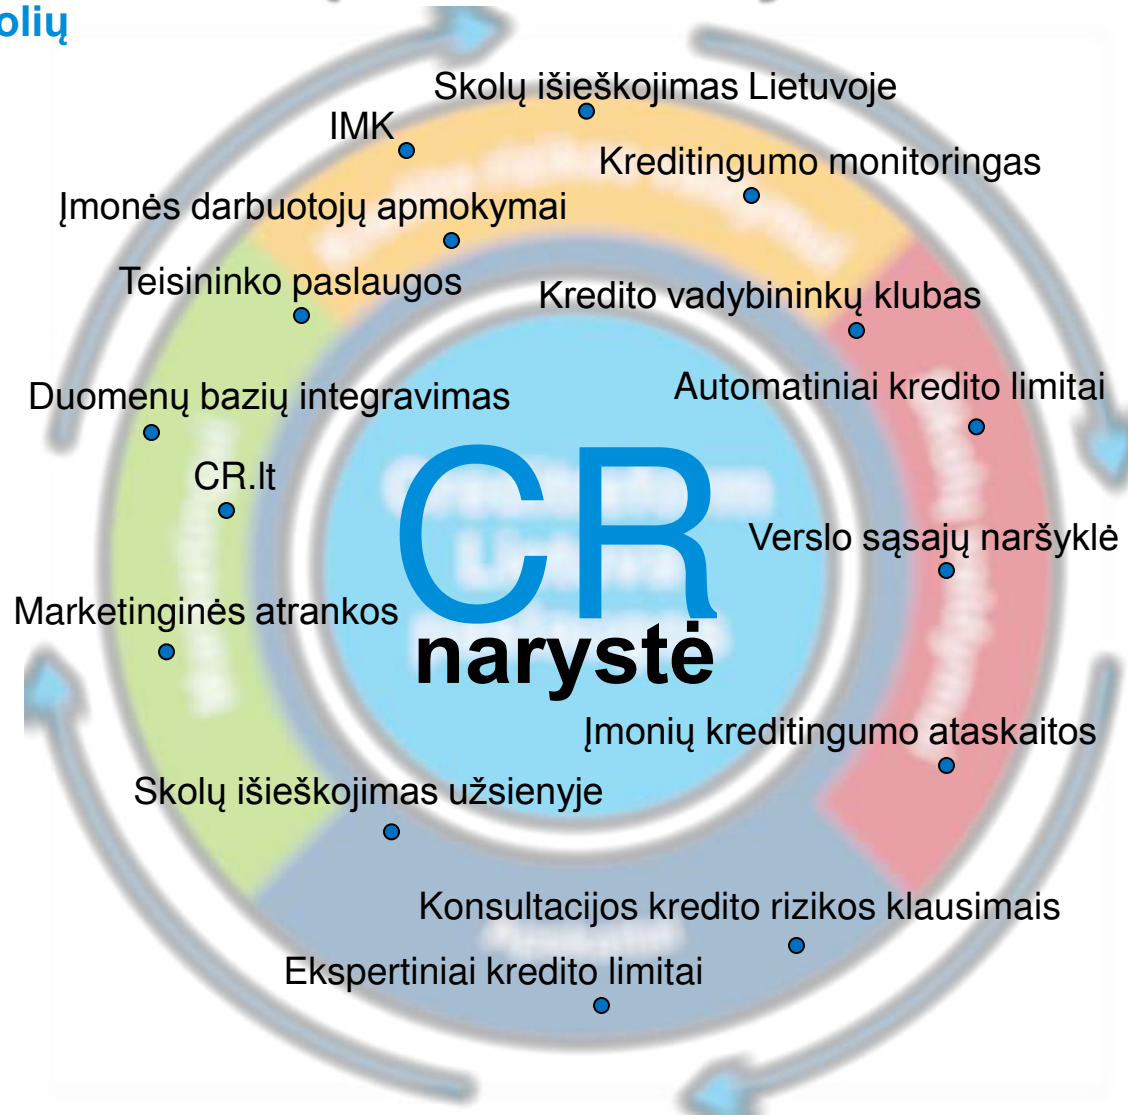 olių
Skolų išieškojimas Lietuvoje
IMK
Kreditingumo monitoringas
Įmonės darbuotojų apmokymai
Teisininko paslaugos
Kredito vadybininkų klubas
Automatiniai kredito limitai
Duomenų bazių integravimas
CR.lt
CR
narystė
Verslo sąsajų naršyklė
Marketinginės atrankos
Įmonių kreditingumo ataskaitos
Skolų išieškojimas užsienyje
Konsultacijos kredito rizikos klausimais
Ekspertiniai kredito limitai